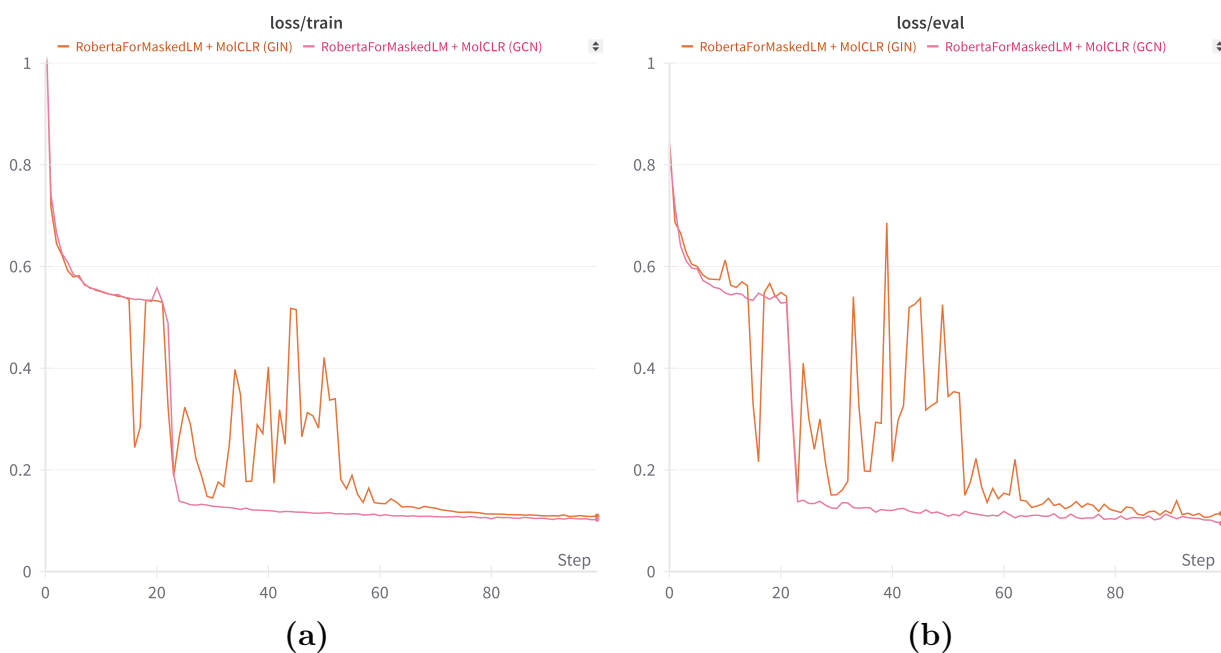 loss/train
RobertaForMaskedLM + MolCLR (GIN) RobertaForMaskedLM + MolCLR (GCN)
1
0.8
0.6
0.4
0.2
0
Step
0 20 40 60 80
(a)
loss/eval
RobertaForMaskedLM + MolCLR (GIN) RobertaForMaskedLM + MolCLR (GCN)
1
0.8
0.6
0.4
0.2
0
Step
0 20 40 60 80
(b)